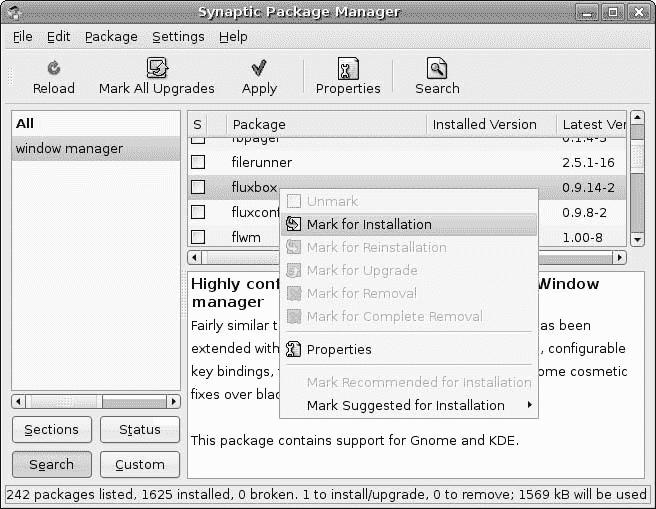 Synaptic Package Manager
File Edit Package Settings Help
Reload Mark All Upgrades Apply Properties Search
All
window manager
S Package Installed Version Latest Ver
fbpager 0.1.4-5
filerunner 2.5.1-16
fluxbox 0.9.14-2
fluxconf 0.9.8-2
flwm 1.00-8
Unmark
Mark for Installation
Mark for Reinstallation
Mark for Upgrade
Mark for Removal
Mark for Complete Removal
Properties
Mark Recommended for Installation
Mark Suggested for Installation
Highly conf Window
manager
Fairly similar t as been
extended with , configurable
key bindings, ome cosmetic
fixes over blac
This package contains support for Gnome and KDE.
Sections Status
Search Custom
242 packages listed, 1625 installed, 0 broken. 1 to install/upgrade, 0 to remove; 1569 kB will be used